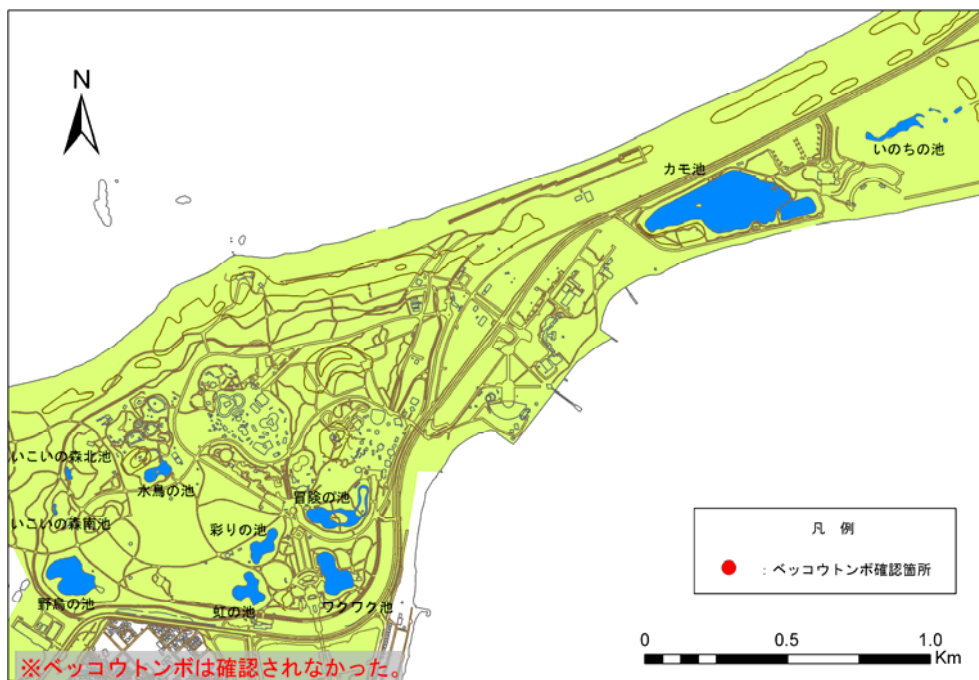 N
いのちの池
カモ池
いこいの森北池
水鳥の池
冒険の池
いこいの森南池
彩りの池
野鳥の池
虹の池
ワクワク池
凡 例
：ベッコウトンボ確認箇所
0 0.5 1.0
Km
※ベッコウトンボは確認されなかった。